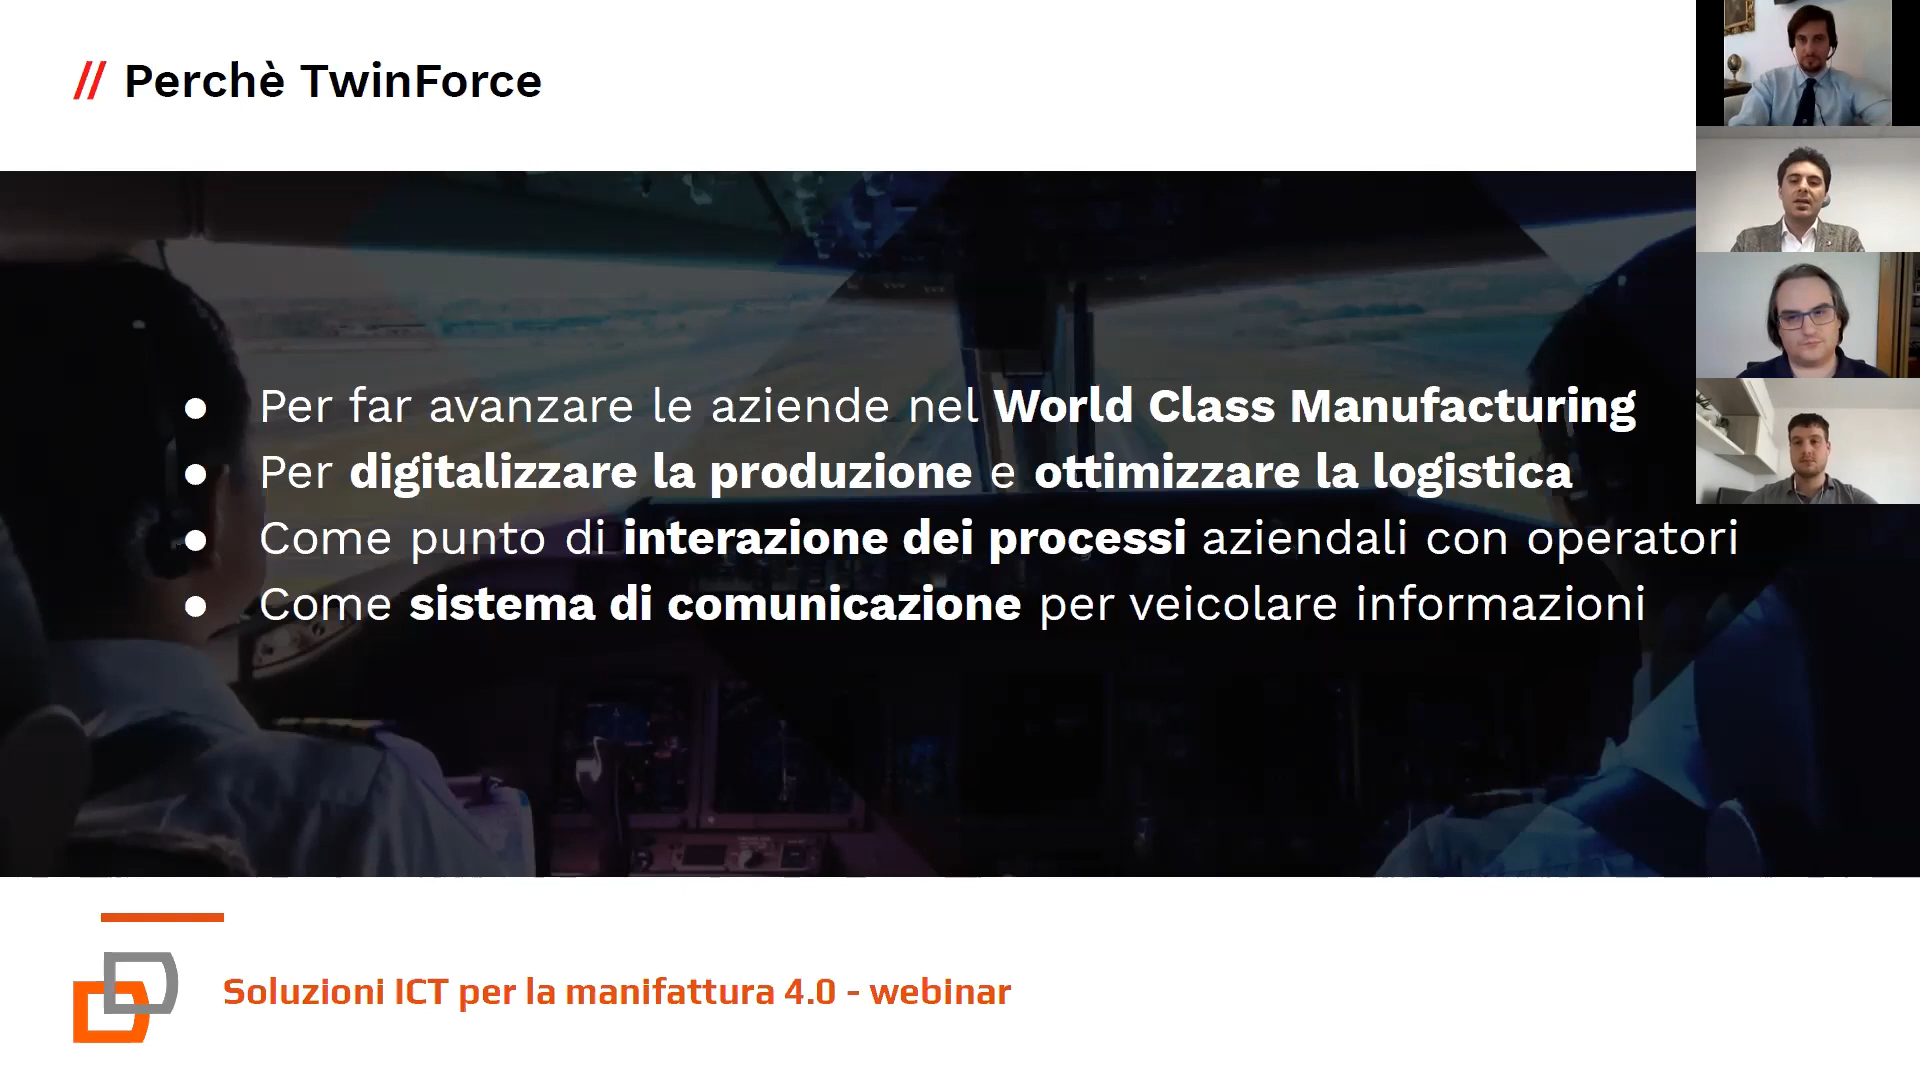 // Perchè TwinForce
● Per far avanzare le aziende nel World Class Manufacturing
● Per digitalizzare la produzione e ottimizzare la logistica
● Come punto di interazione dei processi aziendali con operatori
● Come sistema di comunicazione per veicolare informazioni
Soluzioni ICT per la manifattura 4.0 - webinar